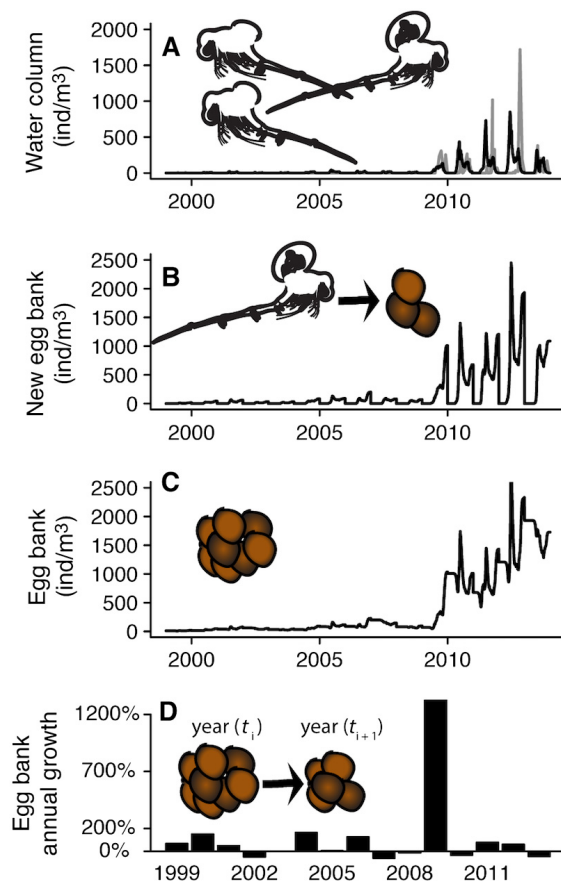 A
Water column
(ind/m³)
2000
1500
1000
500
0
2000
2005
2010
B
New egg bank
(ind/m³)
2500
2000
1500
1000
500
0
2000
2005
2010
C
Egg bank
(ind/m³)
2500
2000
1500
1000
500
0
2000
2005
2010
D
Egg bank
annual growth
1200%
700%
200%
0%
year (tᵢ)
year (tᵢ₊₁)
1999
2002
2005
2008
2011